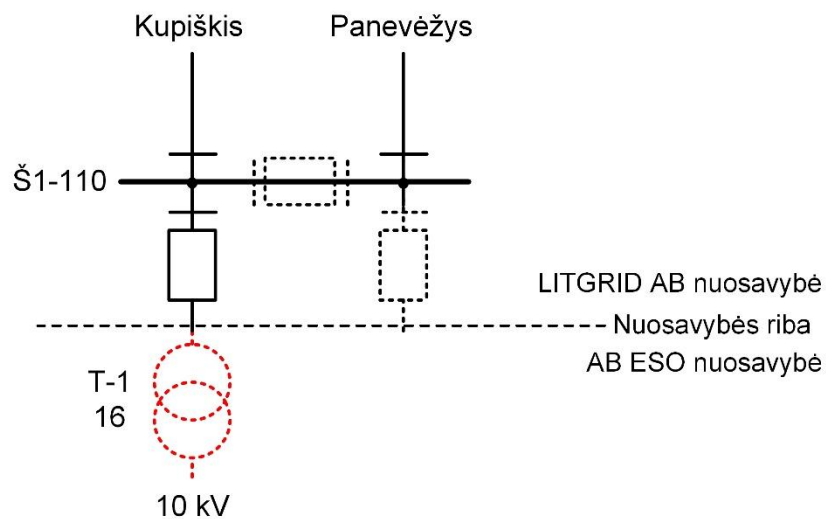 Kupiškis
Panevėžys
Š1-110
LITGRID AB nuosavybė
Nuosavybės riba
AB ESO nuosavybė
T-1
16
10 kV